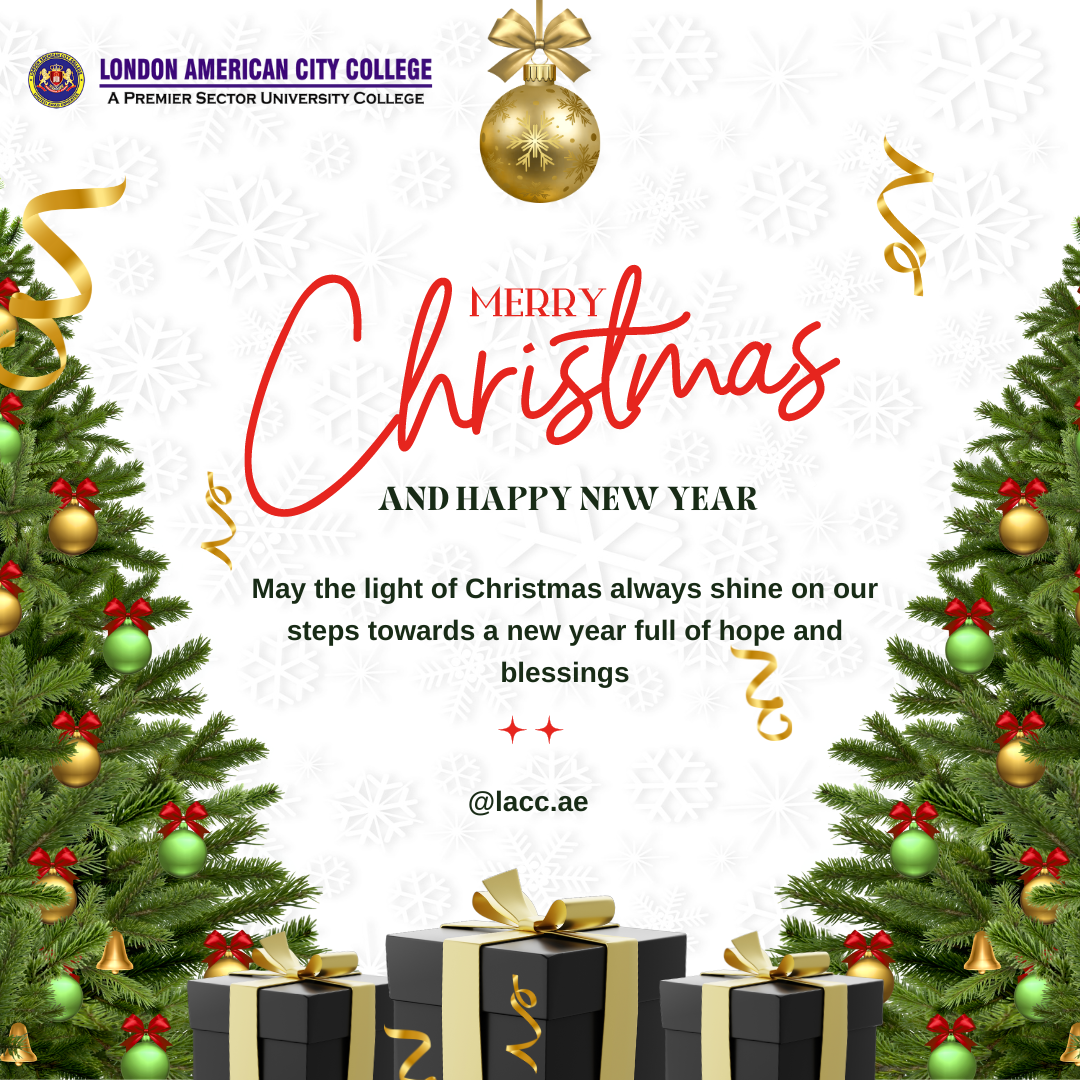 LONDON AMERICAN CITY COLLEGE
A PREMIER SECTOR UNIVERSITY COLLEGE
MERRY
Christmas
AND HAPPY NEW YEAR
May the light of Christmas always shine on our
steps towards a new year full of hope and
blessings
@lacc.ae